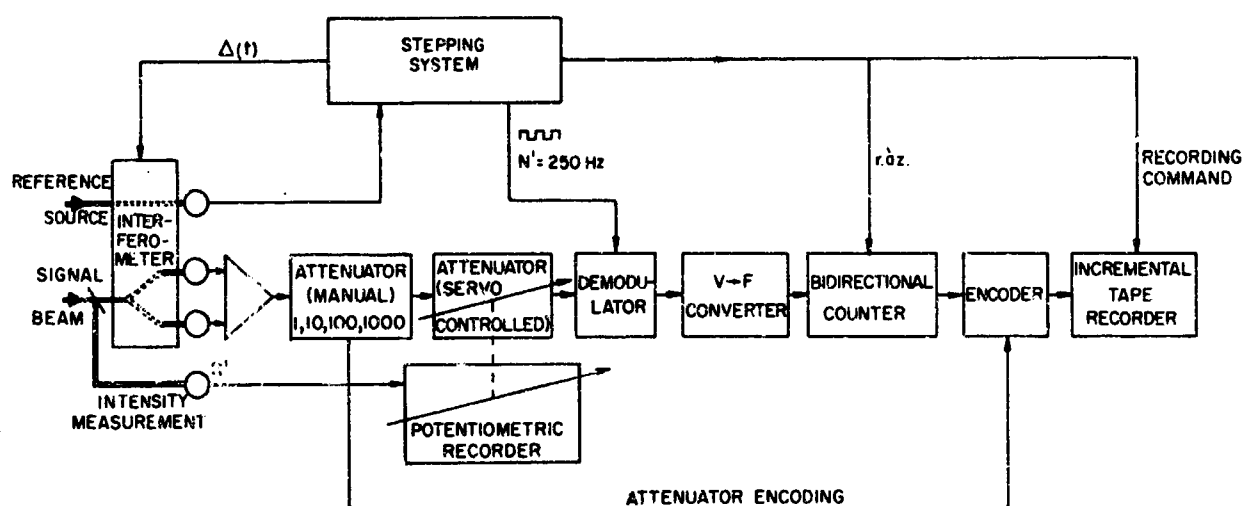 Δ(t)
STEPPING
SYSTEM
N' = 250 Hz
r.àz.
RECORDING
COMMAND
REFERENCE
SOURCE
INTER-
FERO-
METER
SIGNAL
BEAM
ATTENUATOR
(MANUAL)
1,10,100,1000
ATTENUATOR
(SERVO
CONTROLLED)
DEMODU-
LATOR
V→F
CONVERTER
BIDIRECTIONAL
COUNTER
ENCODER
INCREMENTAL
TAPE
RECORDER
INTENSITY
MEASUREMENT
POTENTIOMETRIC
RECORDER
ATTENUATOR ENCODING